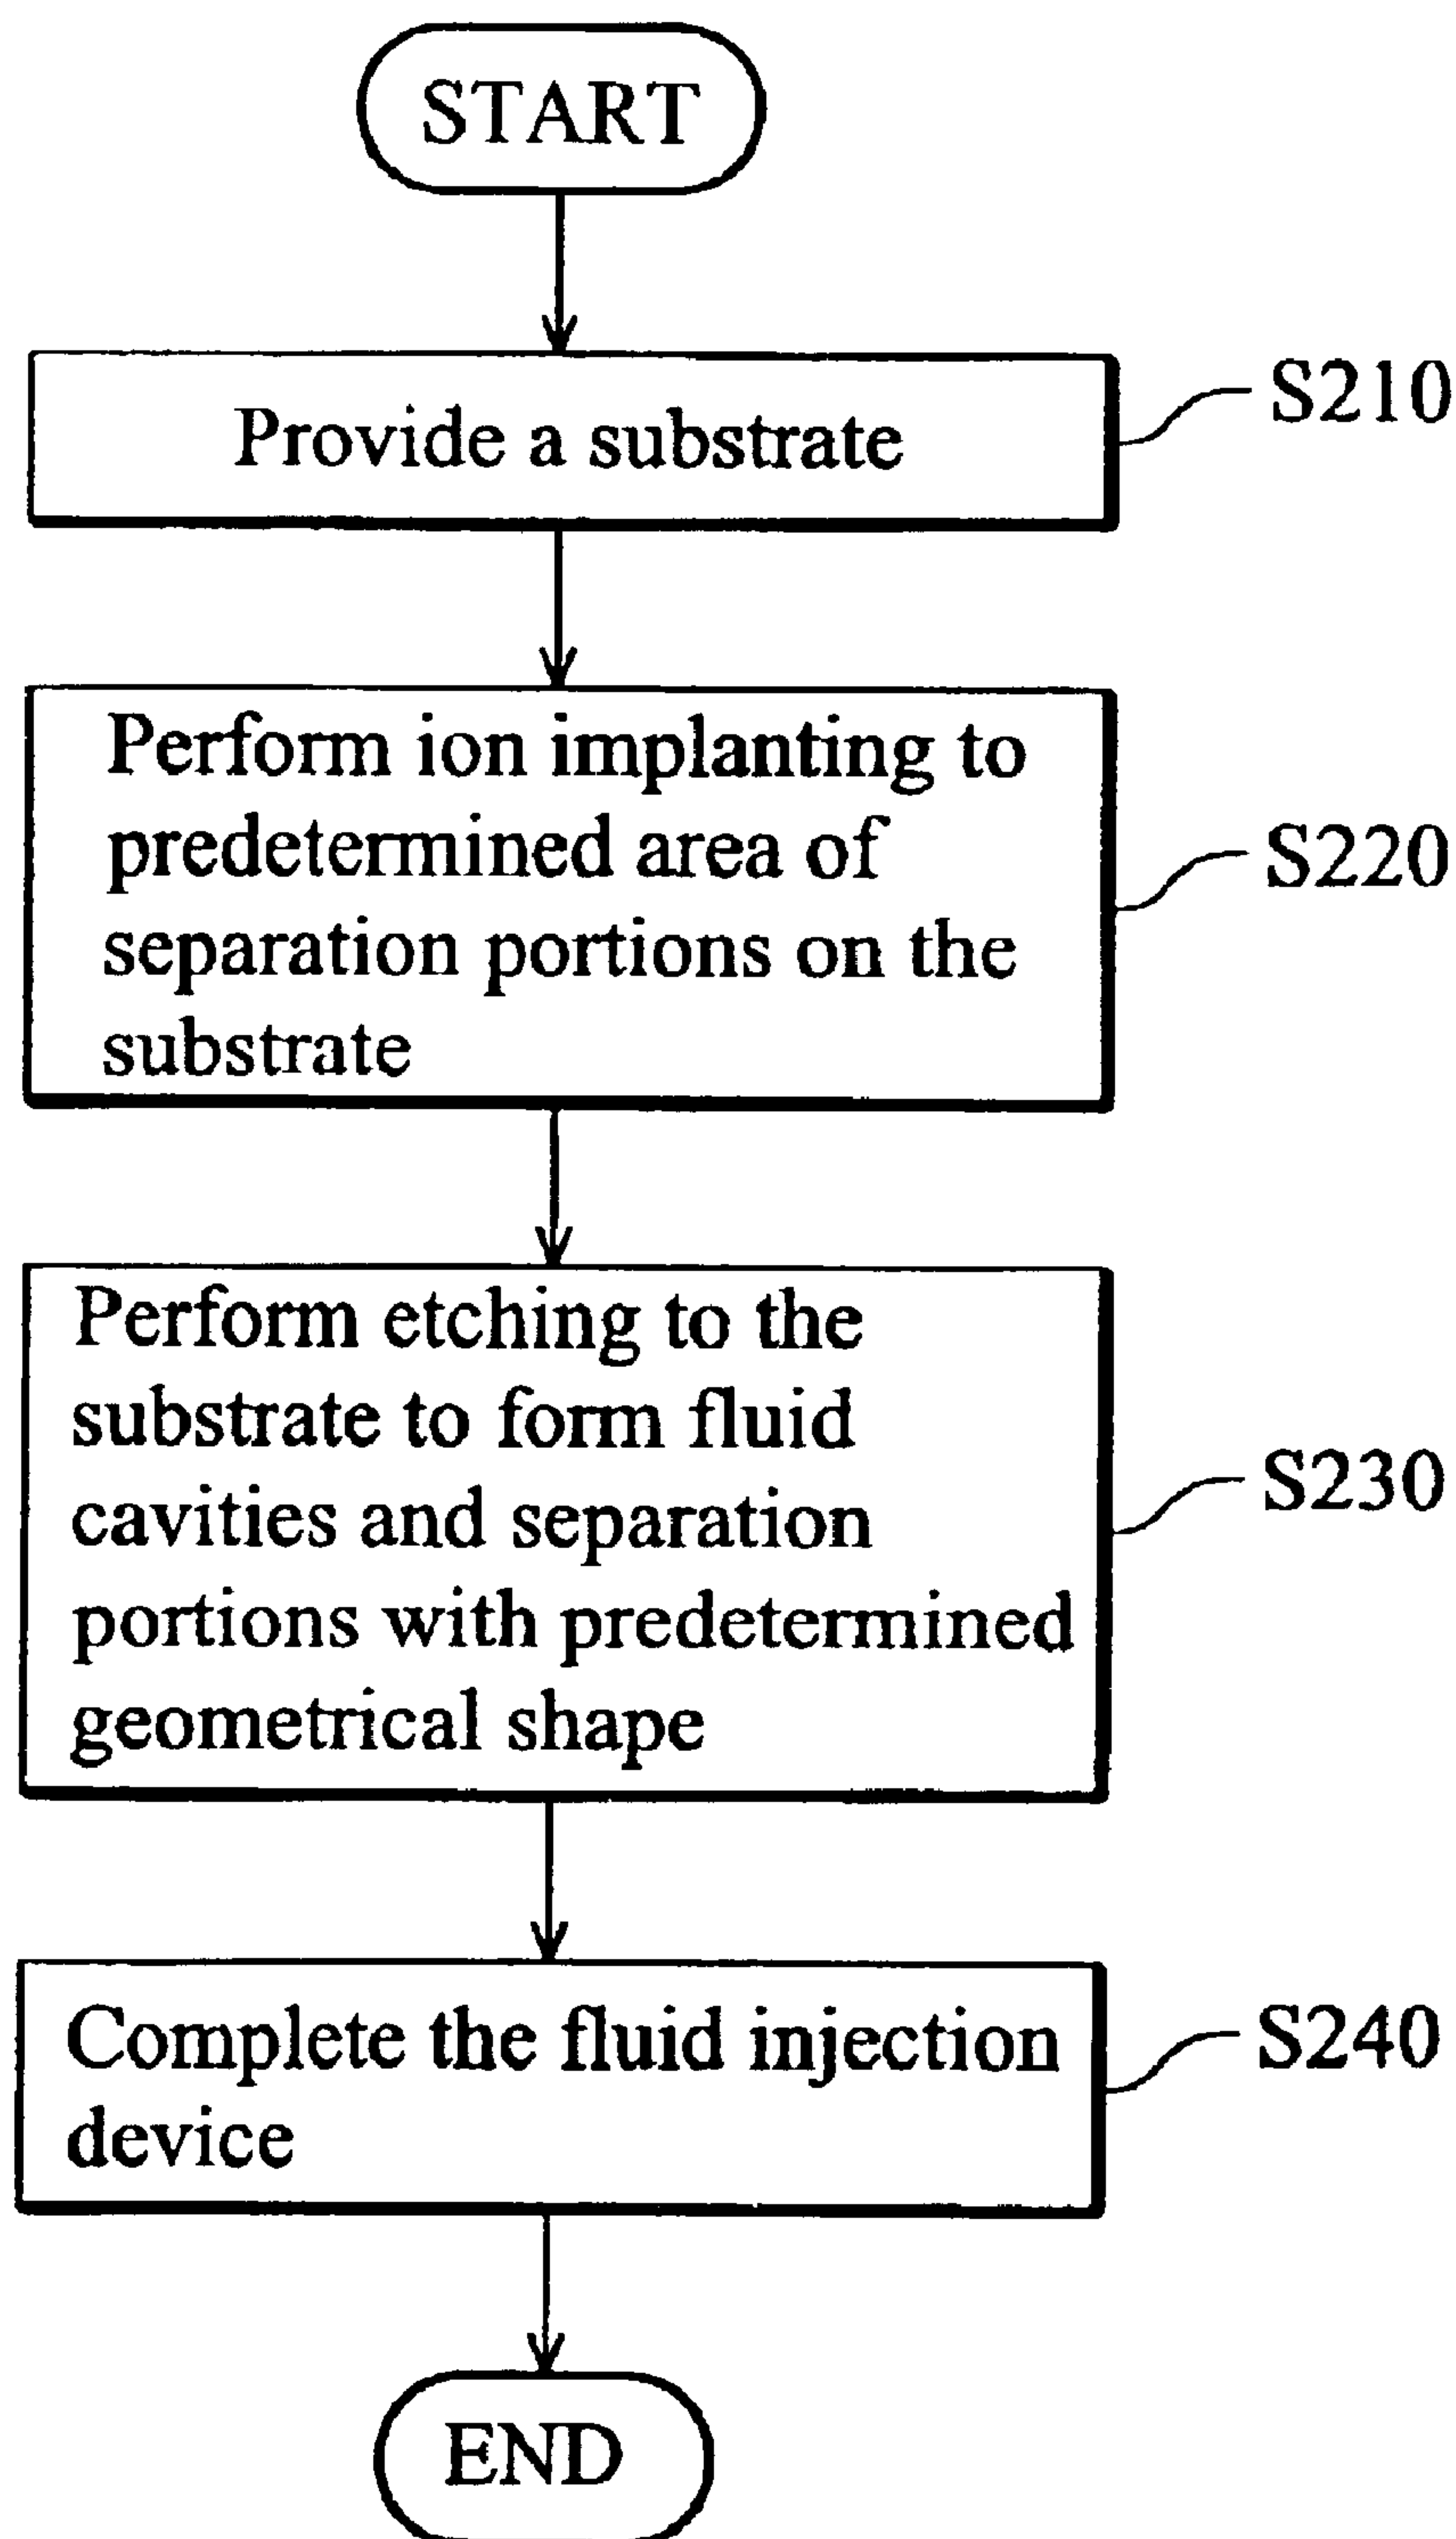 START
Provide a substrate
S210
Perform ion implanting to
predetermined area of
separation portions on the
substrate
S220
Perform etching to the
substrate to form fluid
cavities and separation
portions with predetermined
geometrical shape
S230
Complete the fluid injection
device
S240
END